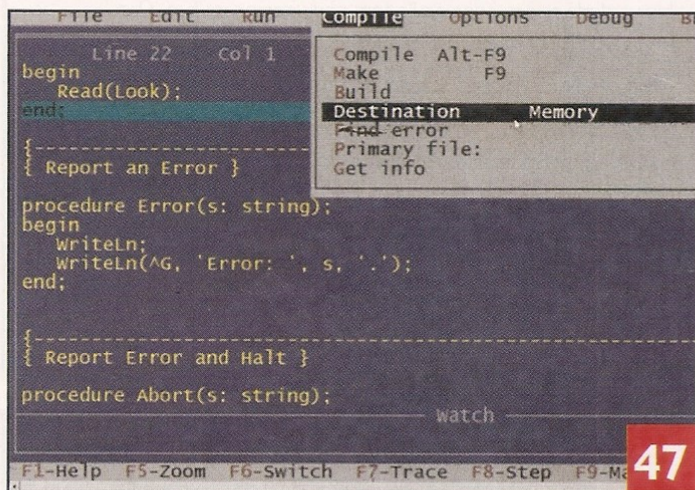 File Edit Run Compile Options Debug
Line 22 Col 1
begin
Read(Look);
end;
Compile Alt-F9
Make F9
Build
Destination Memory
Find error
Primary file:
Get info
{--------------------------------------------------------------
{ Report an Error }
procedure Error(s: string);
begin
WriteLn;
WriteLn(^G, 'Error: ', s, '.');
end;
{--------------------------------------------------------------
{ Report Error and Halt }
procedure Abort(s: string);
Watch
F1-Help F5-Zoom F6-Switch F7-Trace F8-Step F9-Ma
47